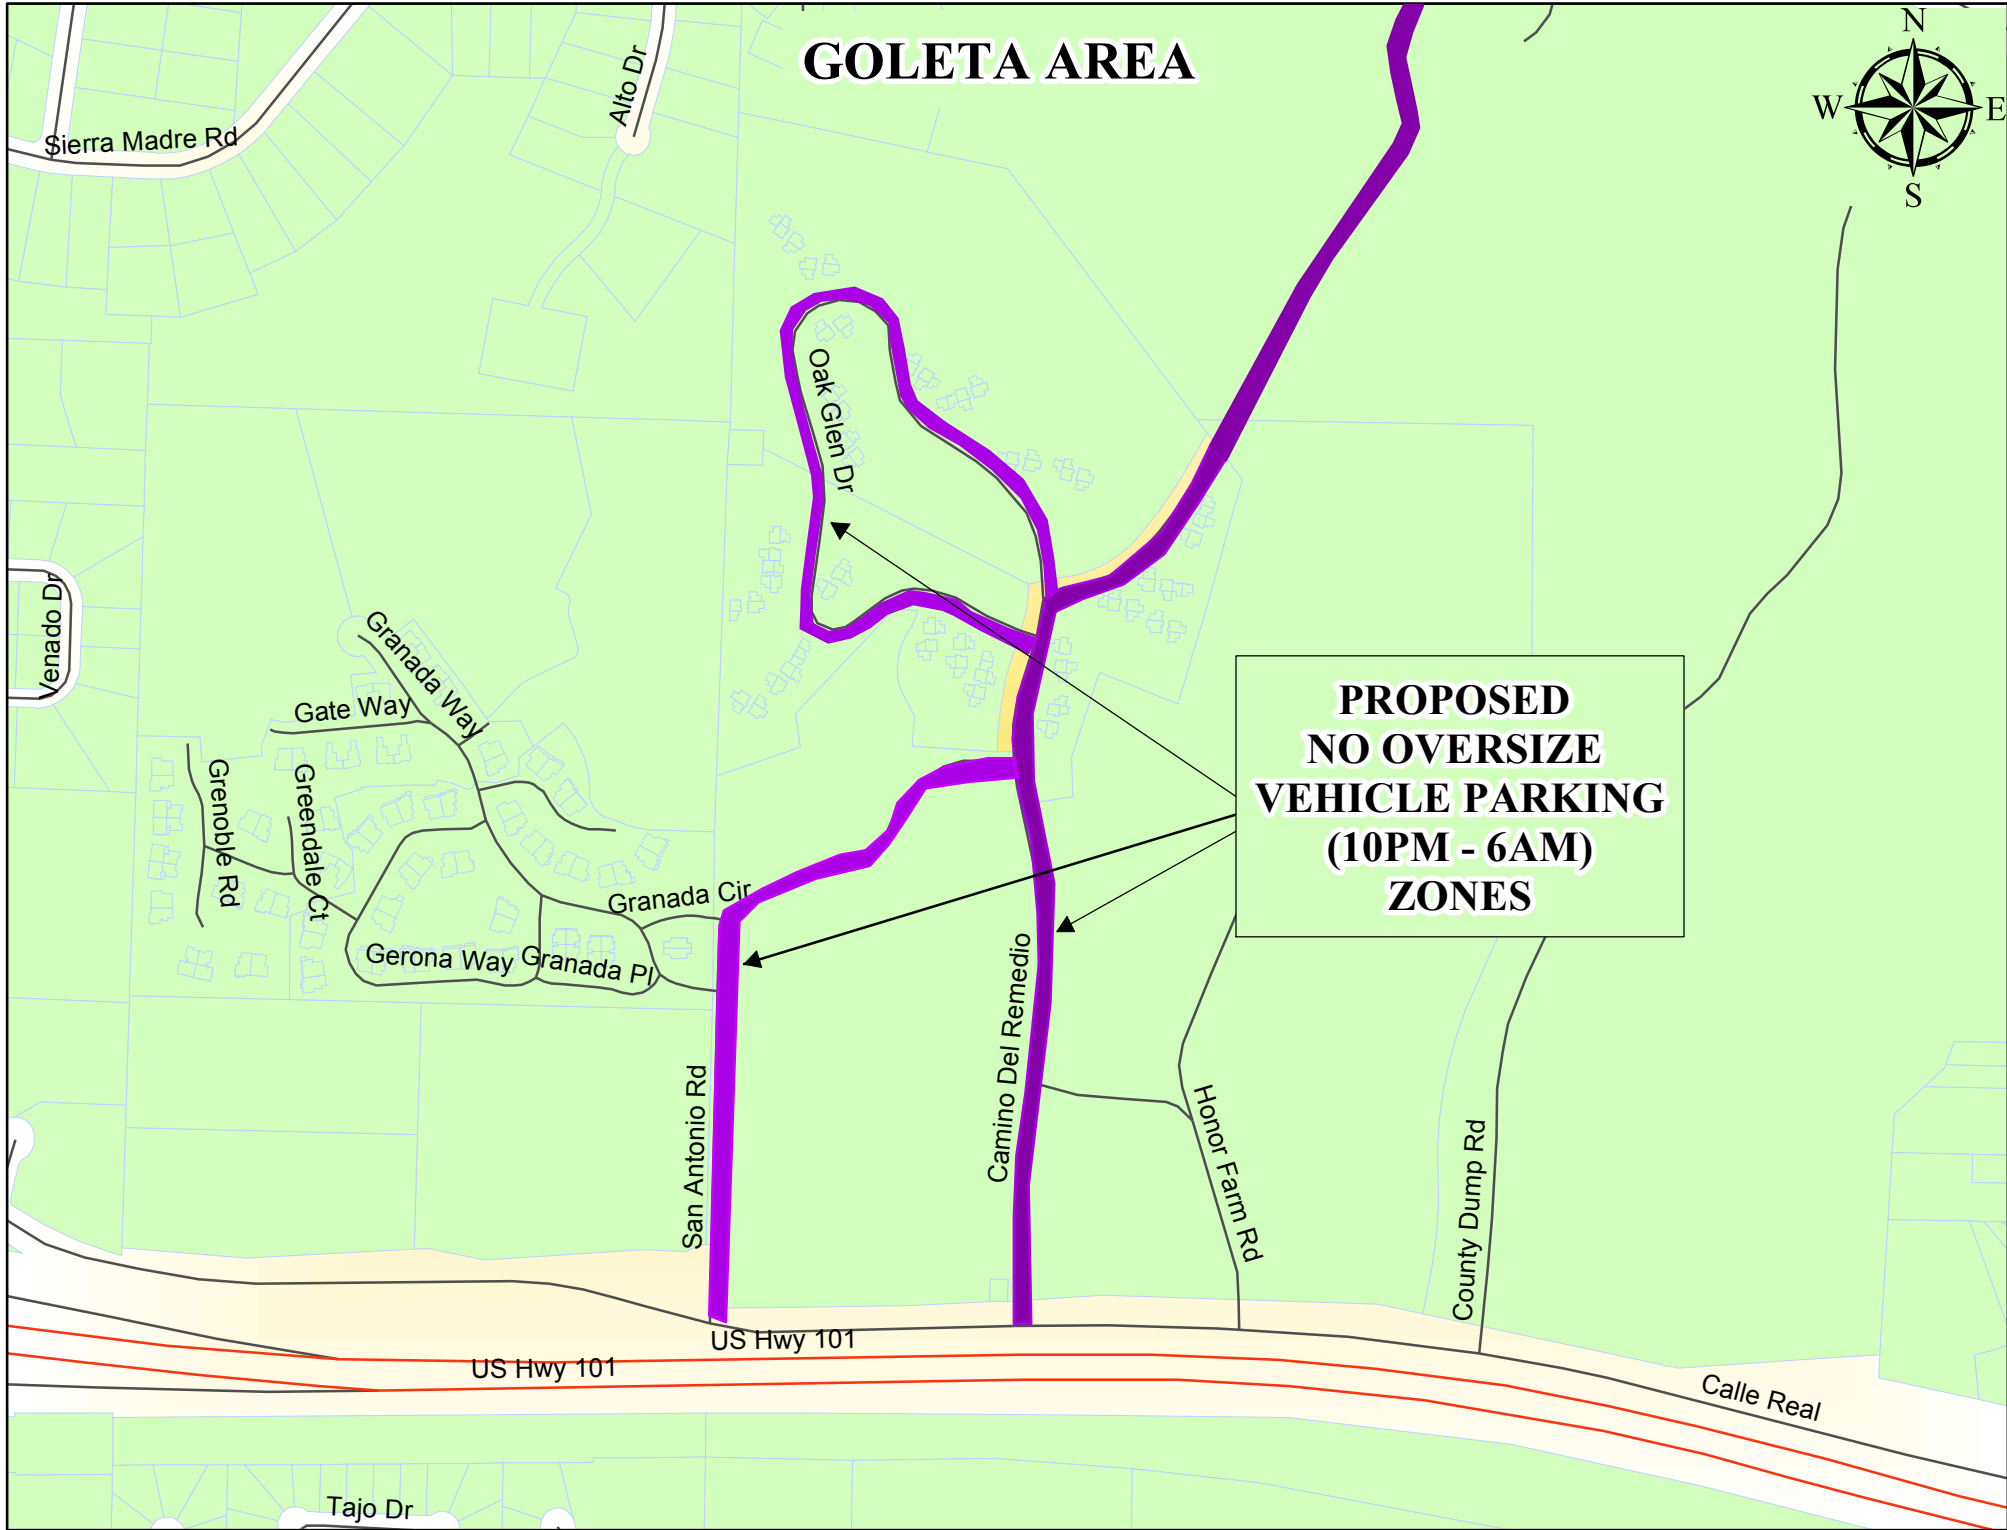 GOLETA AREA
N
W
E
S
Alto Dr
Sierra Madre Rd
Oak Glen Dr
Venado Dr
Granada Way
Gate Way
Grenoble Rd
Greendale Ct
PROPOSED
NO OVERSIZE
VEHICLE PARKING
(10PM - 6AM)
ZONES
Granada Cir
Gerona Way
Granada Pl
San Antonio Rd
Camino Del Remedio
Honor Farm Rd
County Dump Rd
US Hwy 101
US Hwy 101
Calle Real
Tajo Dr